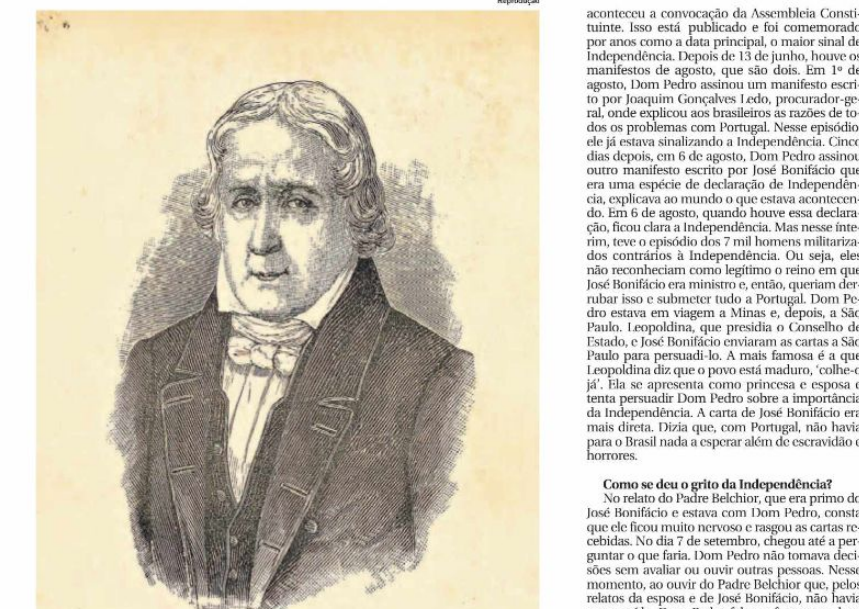 Reprodução
aconteceu a convocação da Assembleia Consti-
tuinte. Isso está publicado e foi comemorado
por anos como a data principal, o maior sinal de
Independência. Depois de 13 de junho, houve os
manifestos de agosto, que são dois. Em 1º de
agosto, Dom Pedro assinou um manifesto escri-
to por Joaquim Gonçalves Ledo, procurador-ge-
ral, onde explicou aos brasileiros as razões de to-
dos os problemas com Portugal. Nesse episódio,
ele já estava sinalizando a Independência. Cinco
dias depois, em 6 de agosto, Dom Pedro assinou
outro manifesto escrito por José Bonifácio que
era uma espécie de declaração de Independên-
cia, explicava ao mundo o que estava acontecen-
do. Em 6 de agosto, quando houve essa declara-
ção, ficou clara a Independência. Mas nesse ínte-
rim, teve o episódio dos 7 mil homens militariza-
dos contrários à Independência. Ou seja, eles
não reconheciam como legítimo o reino em que
José Bonifácio era ministro e, então, queriam der-
rubar isso e submeter tudo a Portugal. Dom Pe-
dro estava em viagem a Minas e, depois, a São
Paulo. Leopoldina, que presidia o Conselho de
Estado, e José Bonifácio enviaram as cartas a São
Paulo para persuadi-lo. A mais famosa é a que
Leopoldina diz que o povo está maduro, ‘colhe-o
já’. Ela se apresenta como princesa e esposa e
tenta persuadir Dom Pedro sobre a importância
da Independência. A carta de José Bonifácio era
mais direta. Dizia que, com Portugal, não havia
para o Brasil nada a esperar além de escravidão e
horrores.
Como se deu o grito da Independência?
No relato do Padre Belchior, que era primo do
José Bonifácio e estava com Dom Pedro, consta
que ele ficou muito nervoso e rasgou as cartas re-
cebidas. No dia 7 de setembro, chegou até a per-
guntar o que faria. Dom Pedro não tomava deci-
sões sem avaliar ou ouvir outras pessoas. Nesse
momento, ao ouvir do Padre Belchior que, pelos
relatos da esposa e de José Bonifácio, não havia